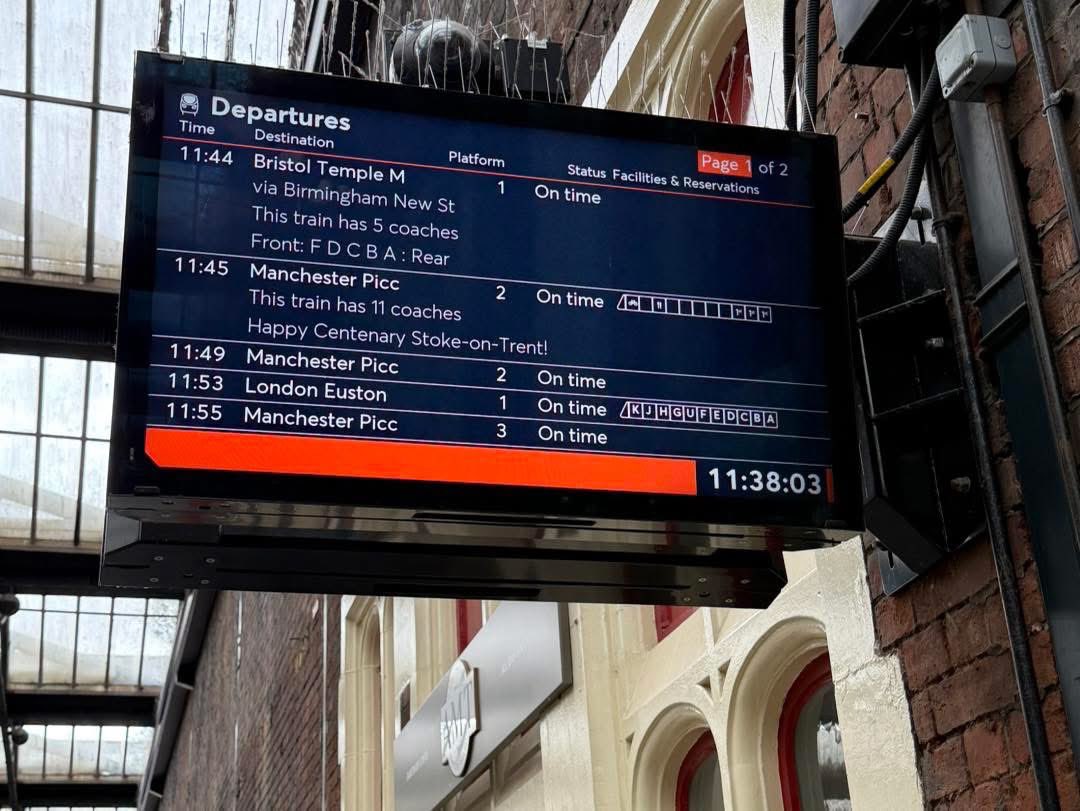 Departures
Page 1 of 2
Time Destination Platform Status Facilities & Reservations
11:44 Bristol Temple M 1 On time
via Birmingham New St
This train has 5 coaches
Front: F D C B A : Rear
11:45 Manchester Picc 2 On time
This train has 11 coaches
Happy Centenary Stoke-on-Trent!
11:49 Manchester Picc 2 On time
11:53 London Euston 1 On time K J H G U F E D C B A
11:55 Manchester Picc 3 On time
11:38:03